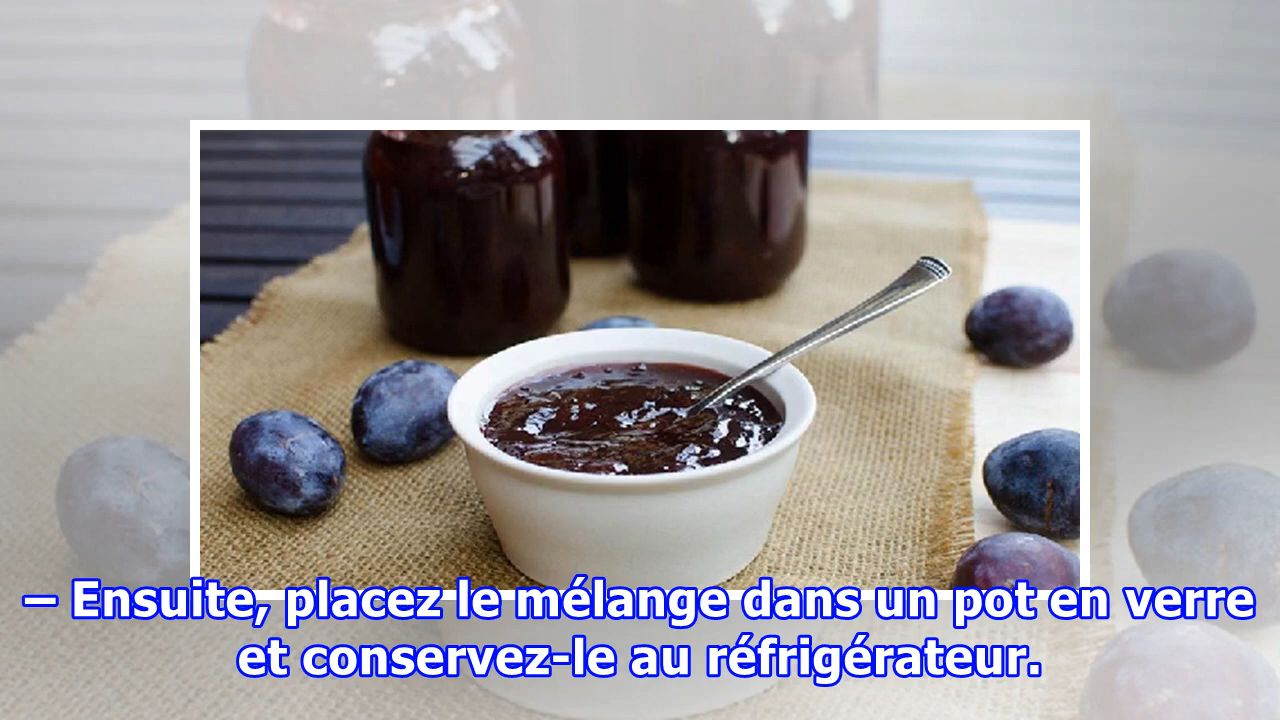 – Ensuite, placez le mélange dans un pot en verre
et conservez-le au réfrigérateur.